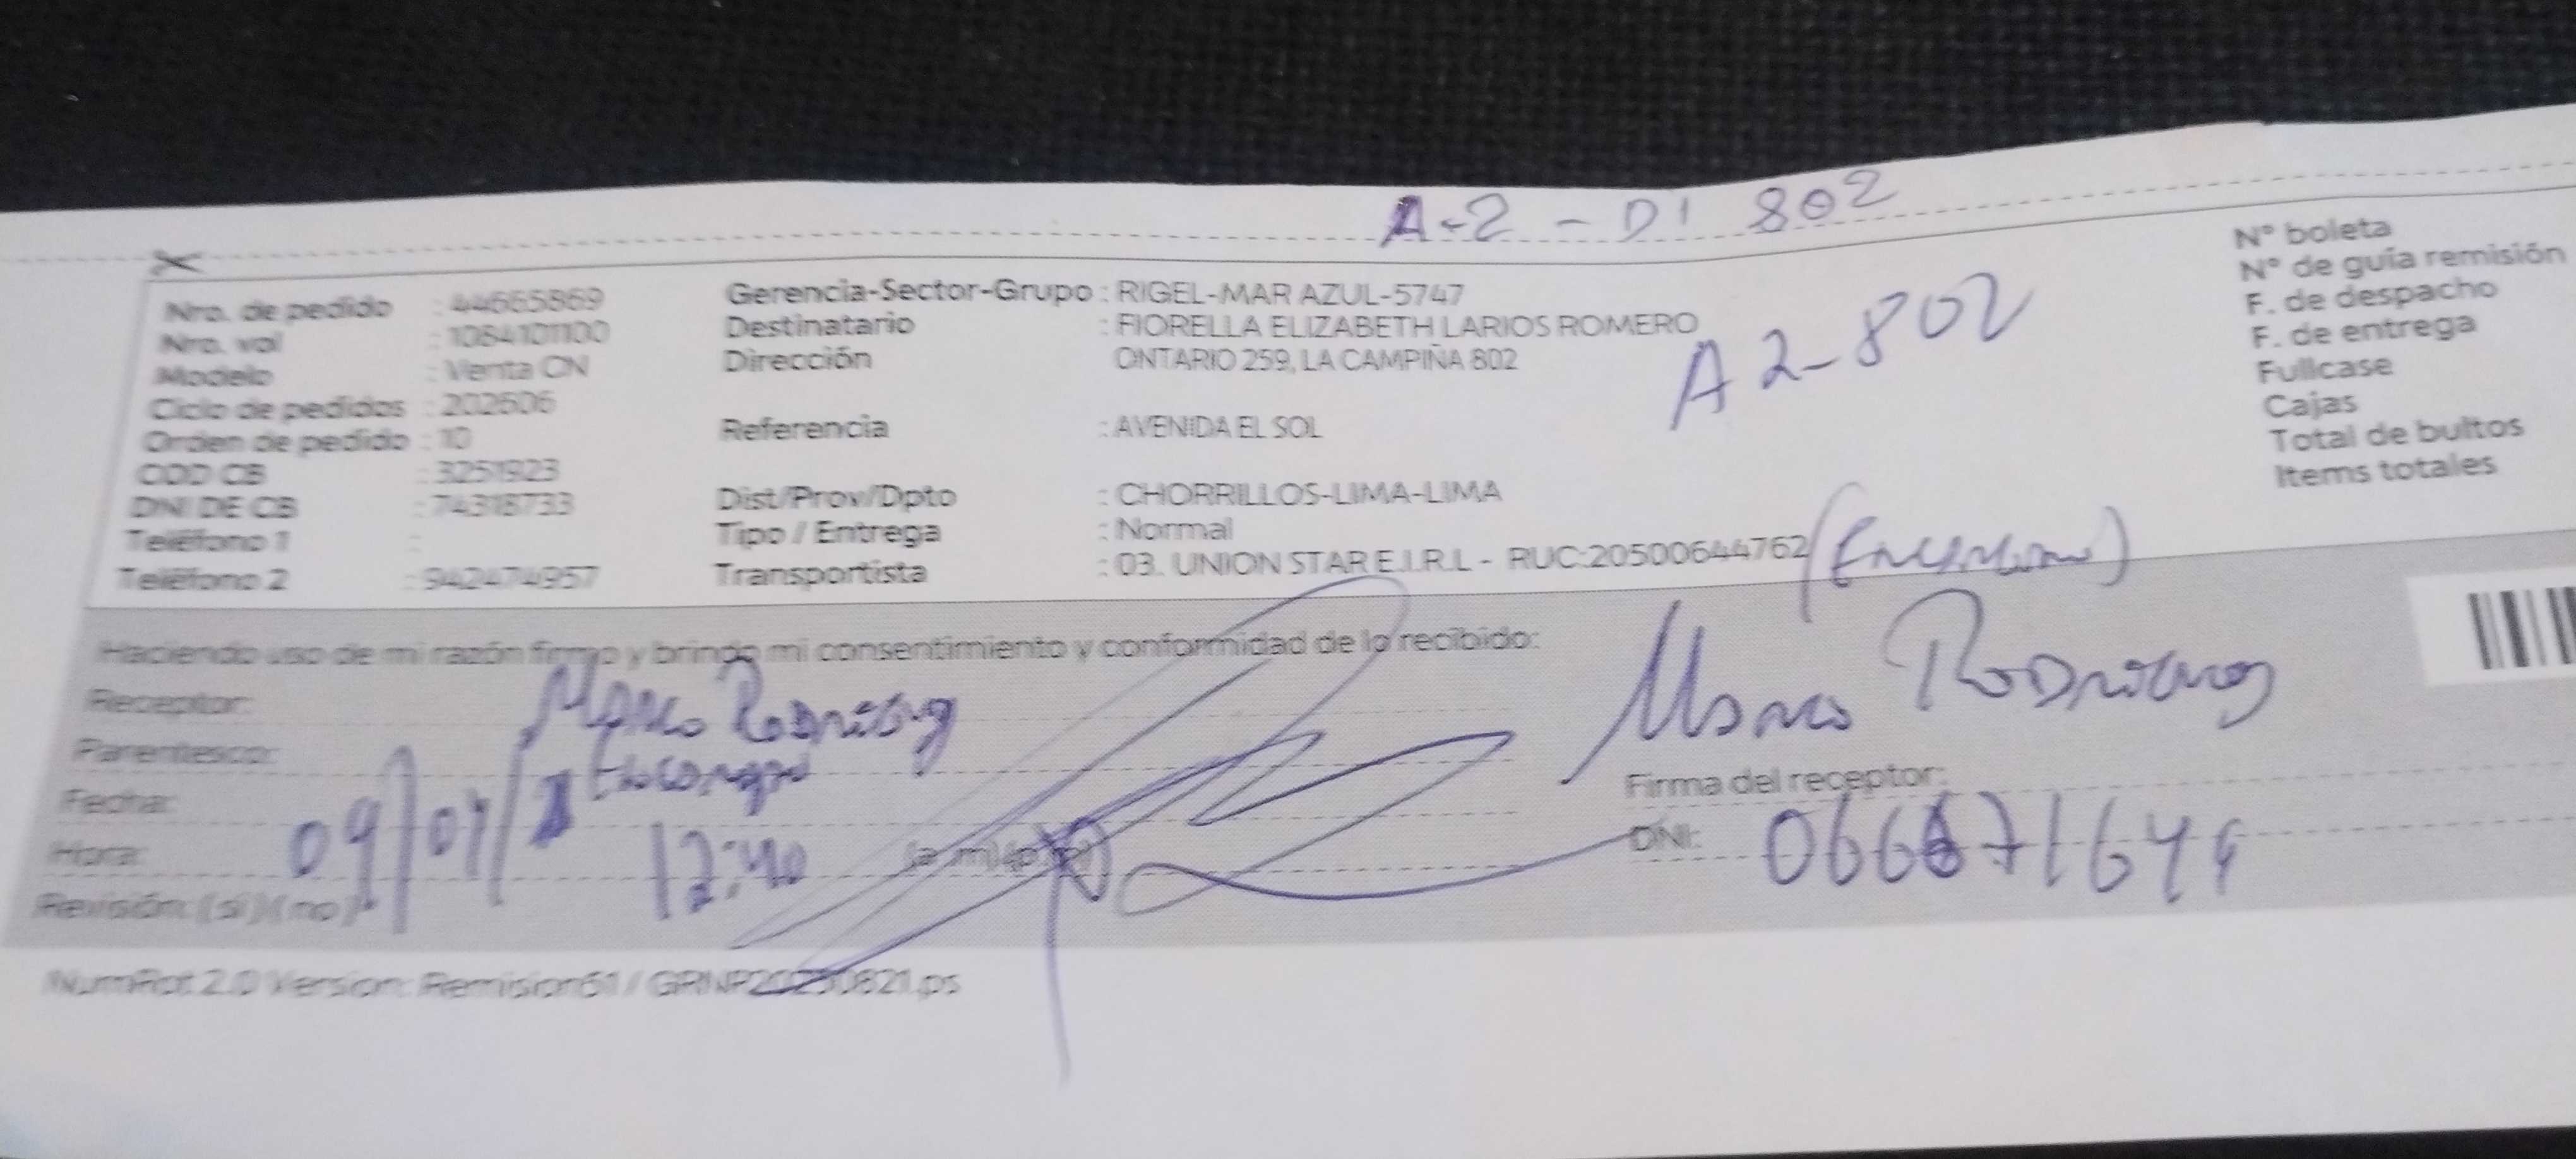 A-2 - D1 802
Nro. de pedido : 44665869
Nro. val : 1084101100
Modelo : Venta CN
Ciclo de pedidos : 202606
Orden de pedido : 10
COD CB : 3251923
DNI DE CB : 74318733
Teléfono 1 :
Teléfono 2 : 942474957
Gerencia-Sector-Grupo : RIGEL-MAR AZUL-5747
Destinatario : FIORELLA ELIZABETH LARIOS ROMERO
Dirección ONTARIO 259, LA CAMPIÑA 802
Referencia : AVENIDA EL SOL
Dist/Prov/Dpto : CHORRILLOS-LIMA-LIMA
Tipo / Entrega : Normal
Transportista : 03. UNION STAR E.I.R.L - RUC:20500644762
A2-802
N° boleta
N° de guía remisión
F. de despacho
F. de entrega
Fullcase
Cajas
Total de bultos
Items totales
Haciendo uso de mi razón firmo y brindo mi consentimiento y conformidad de lo recibido:
Receptor: Marco Rodriguez
Parentesco:
Fecha:
Hora: 12:40 (a.m)(p.m)
Revisión: (si) (no)
Marco Rodriguez
Firma del receptor:
DNI:
NumRot 2.0 Version: Remision61 / GRNP20250821.ps